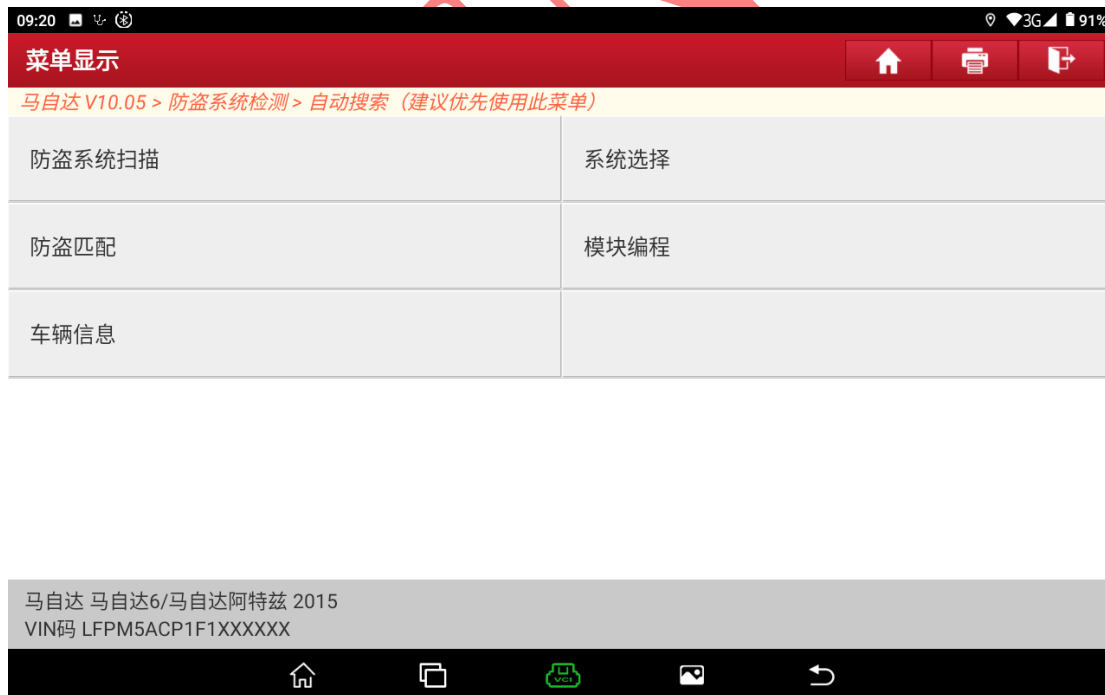 09:20 3G 91%
菜单显示
马自达 V10.05 > 防盗系统检测 > 自动搜索（建议优先使用此菜单）
防盗系统扫描 系统选择
防盗匹配 模块编程
车辆信息
马自达 马自达6/马自达阿特兹 2015
VIN码 LFPM5ACP1F1XXXXXX
VCI